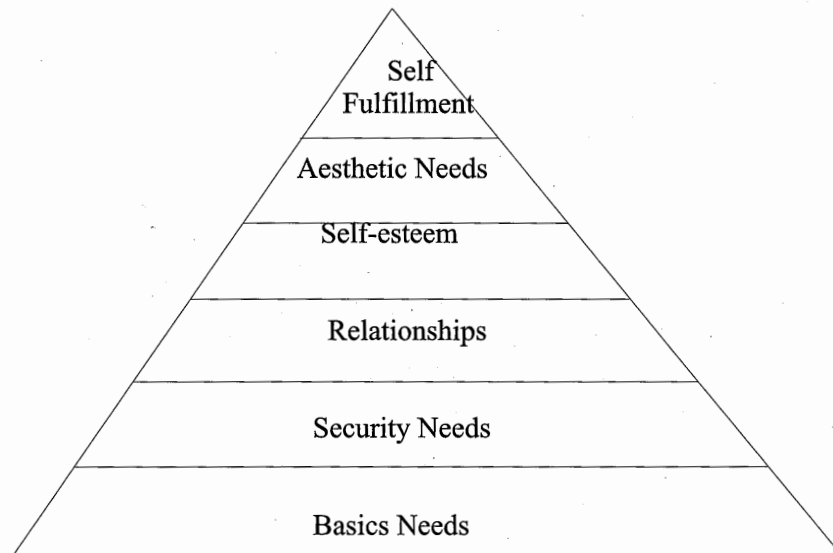 Self
Fulfillment
Aesthetic Needs
Self-esteem
Relationships
Security Needs
Basics Needs